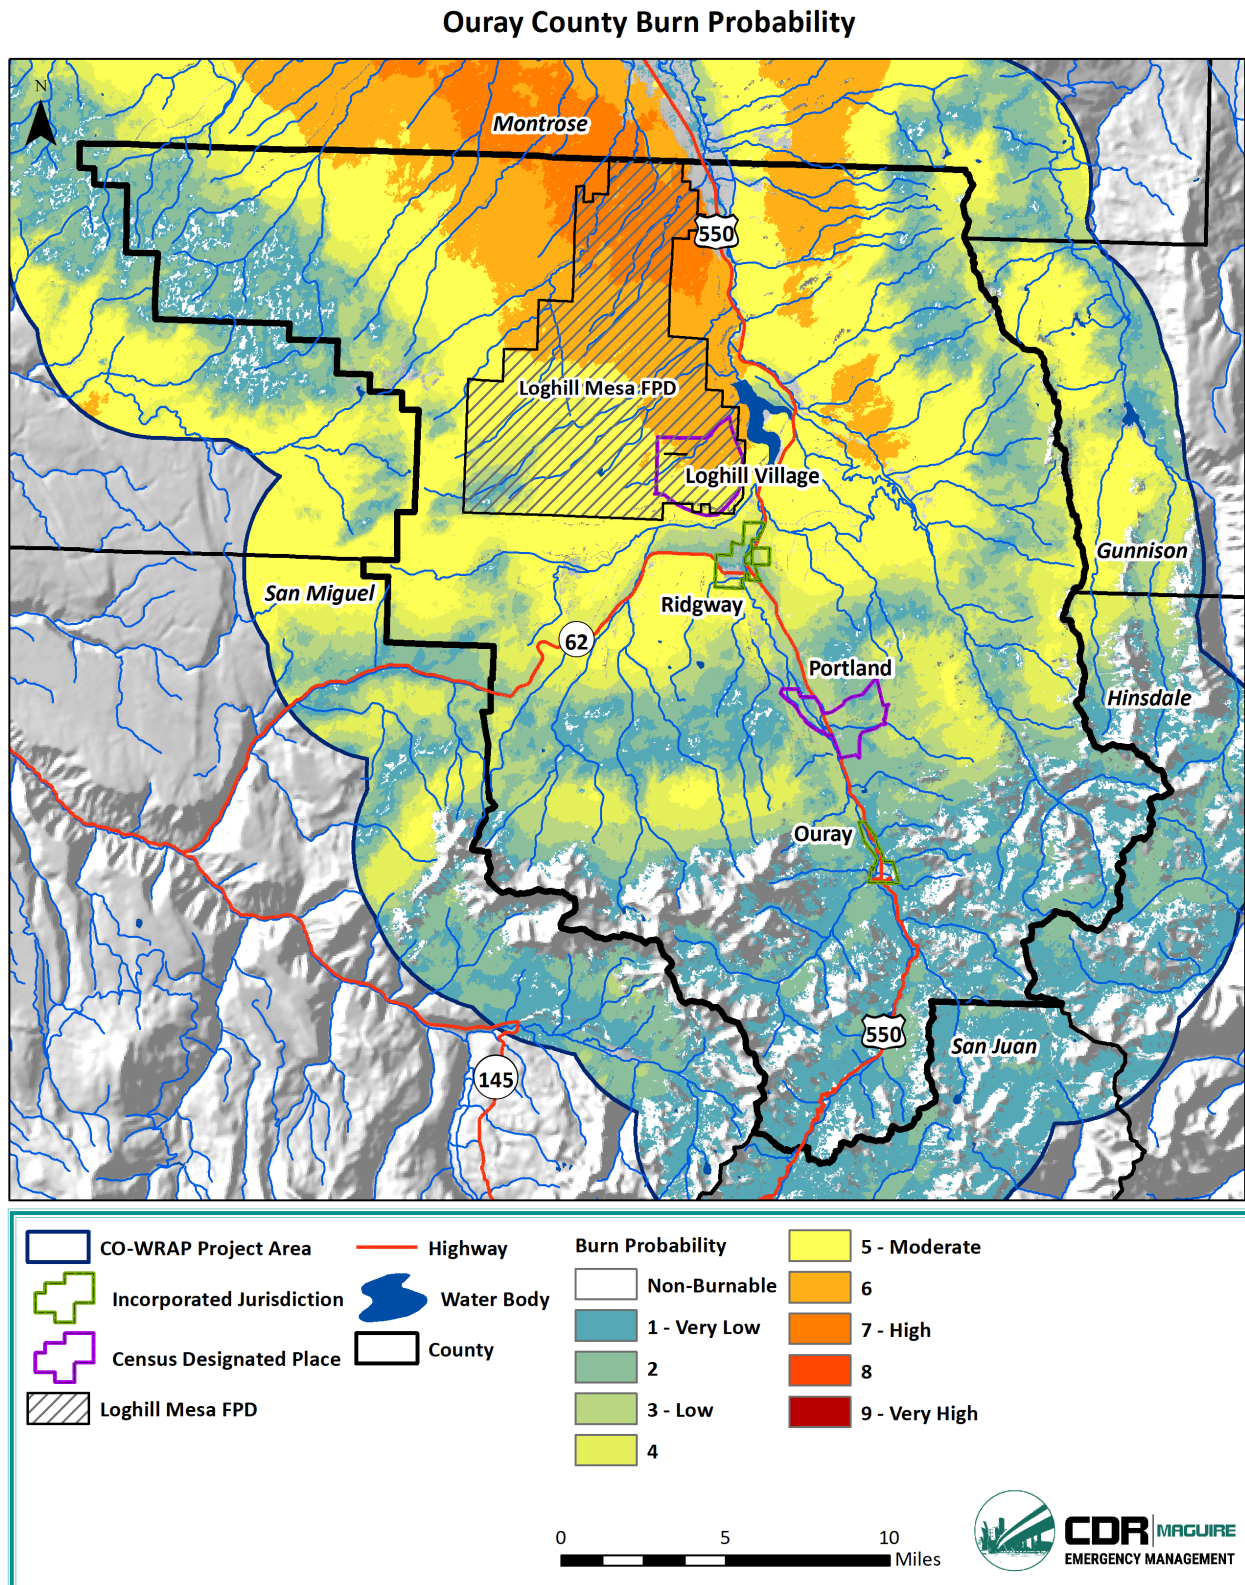 Ouray County Burn Probability
N
Montrose
550
Loghill Mesa FPD
Loghill Village
Gunnison
San Miguel
Ridgway
62
Portland
Hinsdale
Ouray
550
San Juan
145
CO-WRAP Project Area
Incorporated Jurisdiction
Census Designated Place
Loghill Mesa FPD
Highway
Water Body
County
Burn Probability
Non-Burnable
1 - Very Low
2
3 - Low
4
5 - Moderate
6
7 - High
8
9 - Very High
0 5 10
Miles
CDR MAGUIRE
EMERGENCY MANAGEMENT